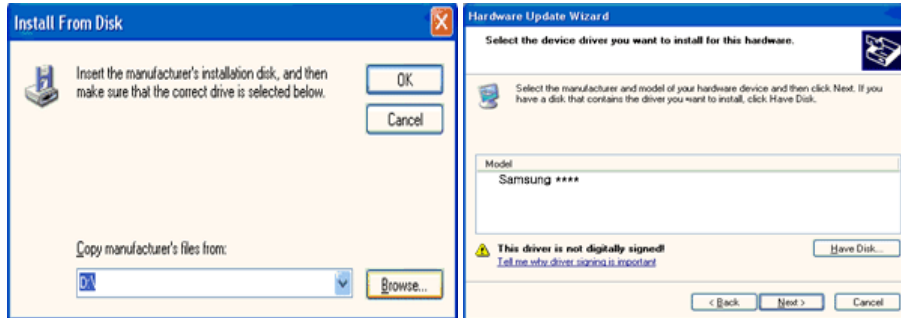 Install From Disk
Insert the manufacturer's installation disk, and then
make sure that the correct drive is selected below.
OK
Cancel
Copy manufacturer's files from:
D:\
Browse...
Hardware Update Wizard
Select the device driver you want to install for this hardware.
Select the manufacturer and model of your hardware device and then click Next. If you
have a disk that contains the driver you want to install, click Have Disk.
Model
Samsung ****
This driver is not digitally signed!
Tell me why driver signing is important
Have Disk...
< Back
Next >
Cancel